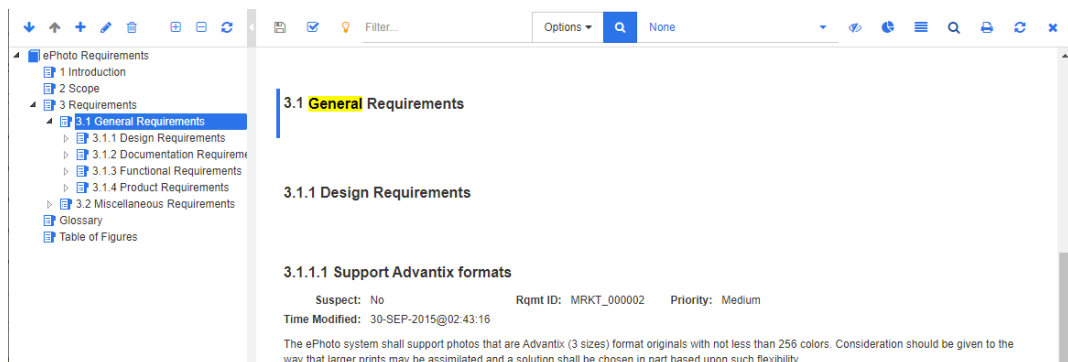 Filter...
Options
None
ePhoto Requirements
1 Introduction
2 Scope
3 Requirements
3.1 General Requirements
3.1.1 Design Requirements
3.1.2 Documentation Requireme
3.1.3 Functional Requirements
3.1.4 Product Requirements
3.2 Miscellaneous Requirements
Glossary
Table of Figures
3.1 General Requirements
3.1.1 Design Requirements
3.1.1.1 Support Advantix formats
Suspect: No Rqmt ID: MRKT_000002 Priority: Medium
Time Modified: 30-SEP-2015@02:43:16
The ePhoto system shall support photos that are Advantix (3 sizes) format originals with not less than 256 colors. Consideration should be given to the
way that larger prints may be assimilated and a solution shall be chosen in part based upon such flexibility.